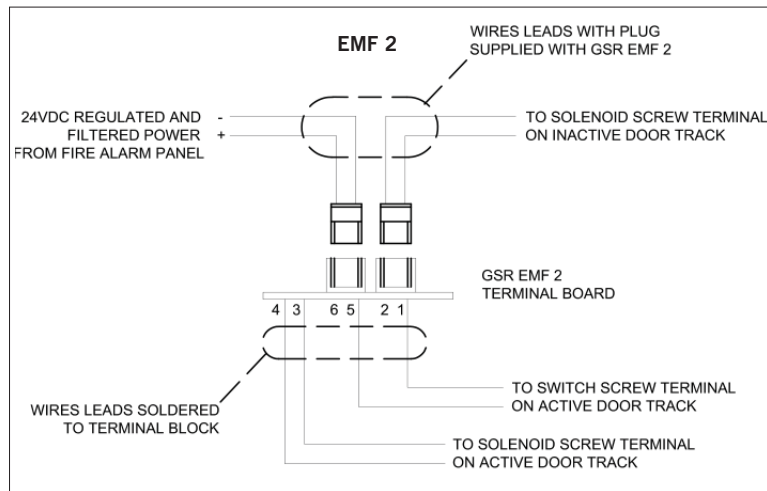 EMF 2
WIRES LEADS WITH PLUG
SUPPLIED WITH GSR EMF 2
24VDC REGULATED AND -
FILTERED POWER +
FROM FIRE ALARM PANEL
TO SOLENOID SCREW TERMINAL
ON INACTIVE DOOR TRACK
GSR EMF 2
TERMINAL BOARD
4 3 6 5 2 1
TO SWITCH SCREW TERMINAL
ON ACTIVE DOOR TRACK
WIRES LEADS SOLDERED
TO TERMINAL BLOCK
TO SOLENOID SCREW TERMINAL
ON ACTIVE DOOR TRACK